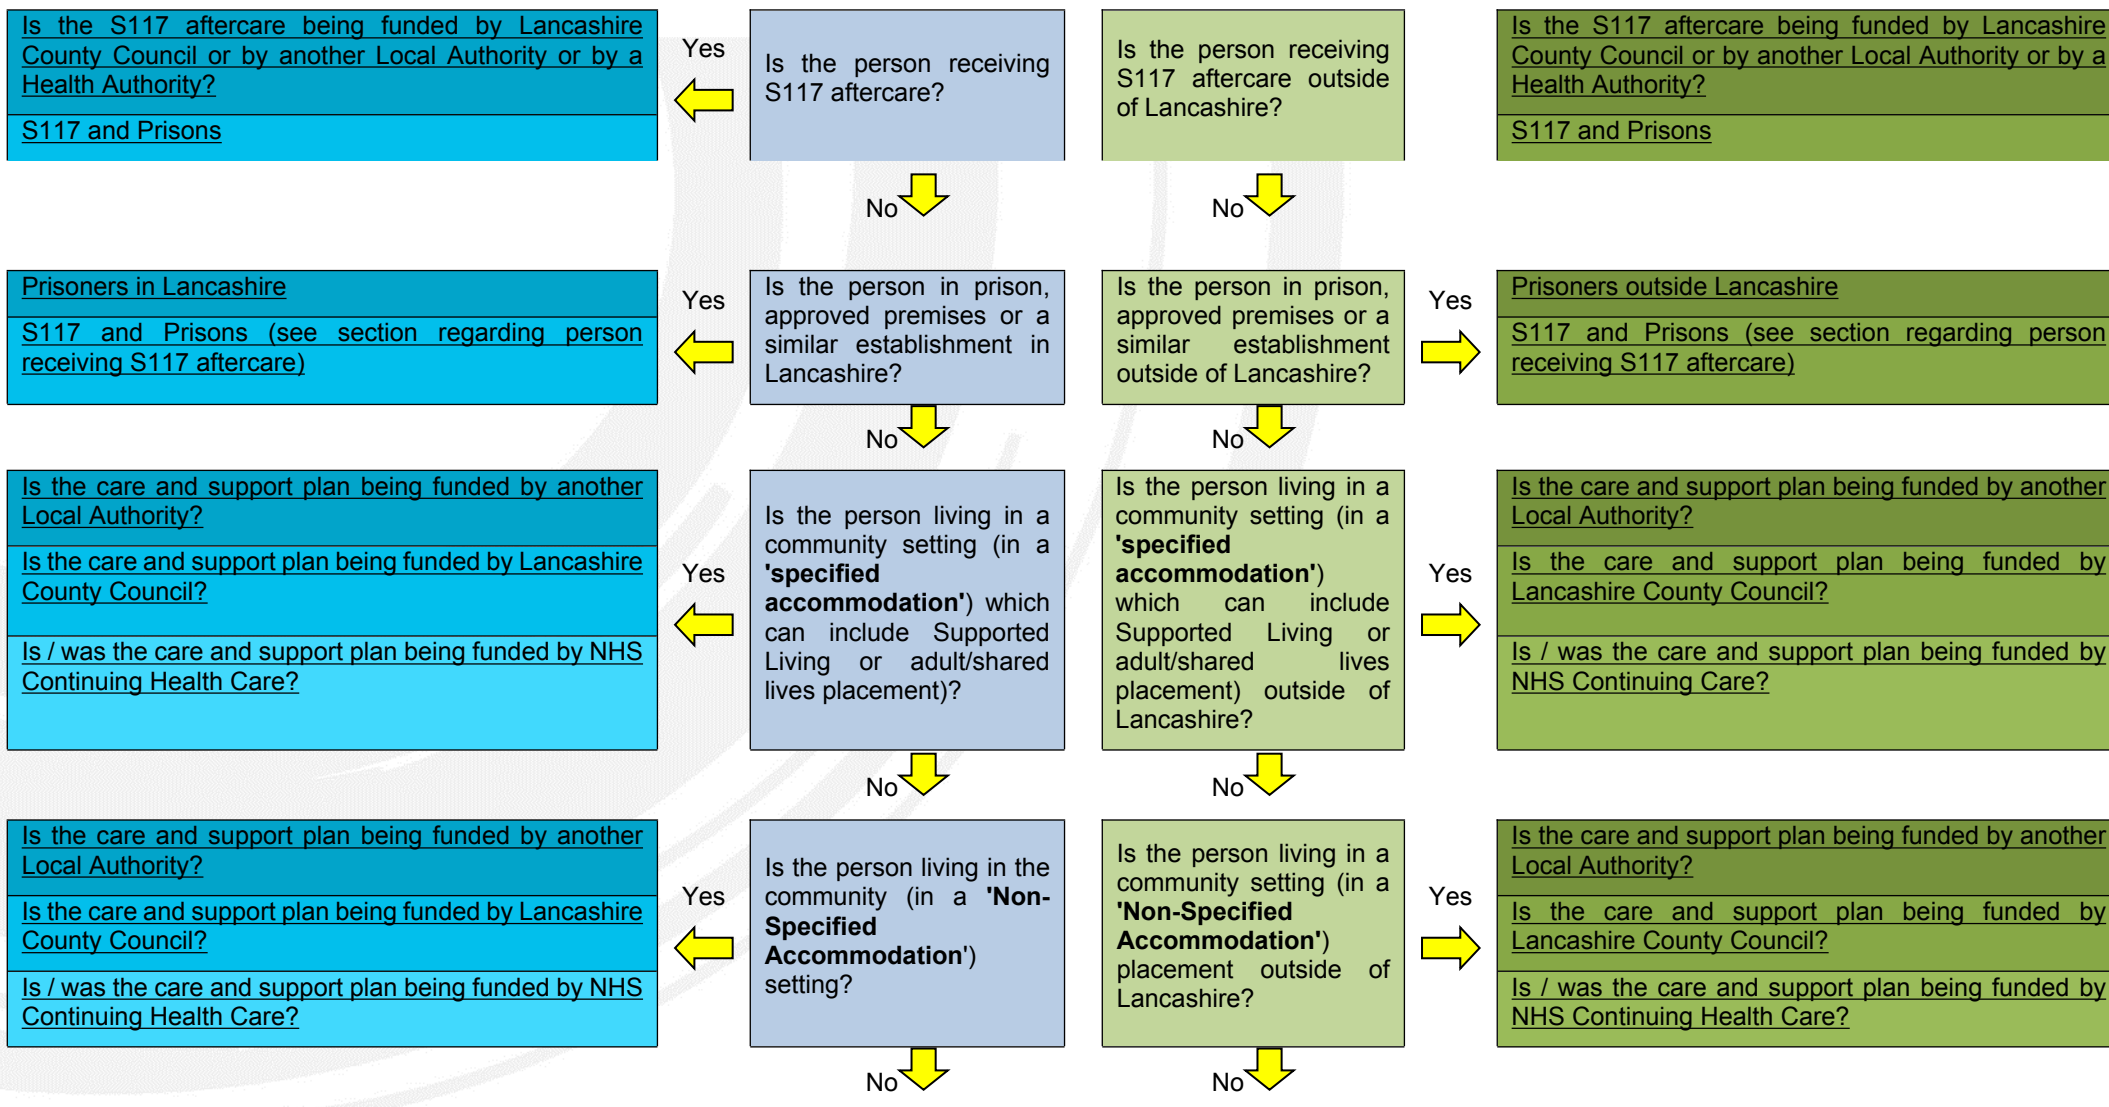 Is the S117 aftercare being funded by Lancashire
County Council or by another Local Authority or by a
Health Authority?
S117 and Prisons
Yes
Is the person receiving
S117 aftercare?
Is the person receiving
S117 aftercare outside
of Lancashire?
Is the S117 aftercare being funded by Lancashire
County Council or by another Local Authority or by a
Health Authority?
S117 and Prisons
No
No
Prisoners in Lancashire
S117 and Prisons (see section regarding person
receiving S117 aftercare)
Yes
Is the person in prison,
approved premises or a
similar establishment in
Lancashire?
Is the person in prison,
approved premises or a
similar establishment
outside of Lancashire?
Yes
Prisoners outside Lancashire
S117 and Prisons (see section regarding person
receiving S117 aftercare)
No
No
Is the care and support plan being funded by another
Local Authority?
Is the care and support plan being funded by Lancashire
County Council?
Is / was the care and support plan being funded by NHS
Continuing Health Care?
Yes
Is the person living in a
community setting (in a
'specified
accommodation') which
can include Supported
Living or adult/shared
lives placement)?
Is the person living in a
community setting (in a
'specified
accommodation')
which can include
Supported Living or
adult/shared lives
placement) outside of
Lancashire?
Yes
Is the care and support plan being funded by another
Local Authority?
Is the care and support plan being funded by
Lancashire County Council?
Is / was the care and support plan being funded by
NHS Continuing Care?
No
No
Is the care and support plan being funded by another
Local Authority?
Is the care and support plan being funded by Lancashire
County Council?
Is / was the care and support plan being funded by NHS
Continuing Health Care?
Yes
Is the person living in the
community (in a 'Non-
Specified
Accommodation')
setting?
Is the person living in a
community setting (in a
'Non-Specified
Accommodation')
placement outside of
Lancashire?
Yes
Is the care and support plan being funded by another
Local Authority?
Is the care and support plan being funded by
Lancashire County Council?
Is / was the care and support plan being funded by
NHS Continuing Health Care?
No
No